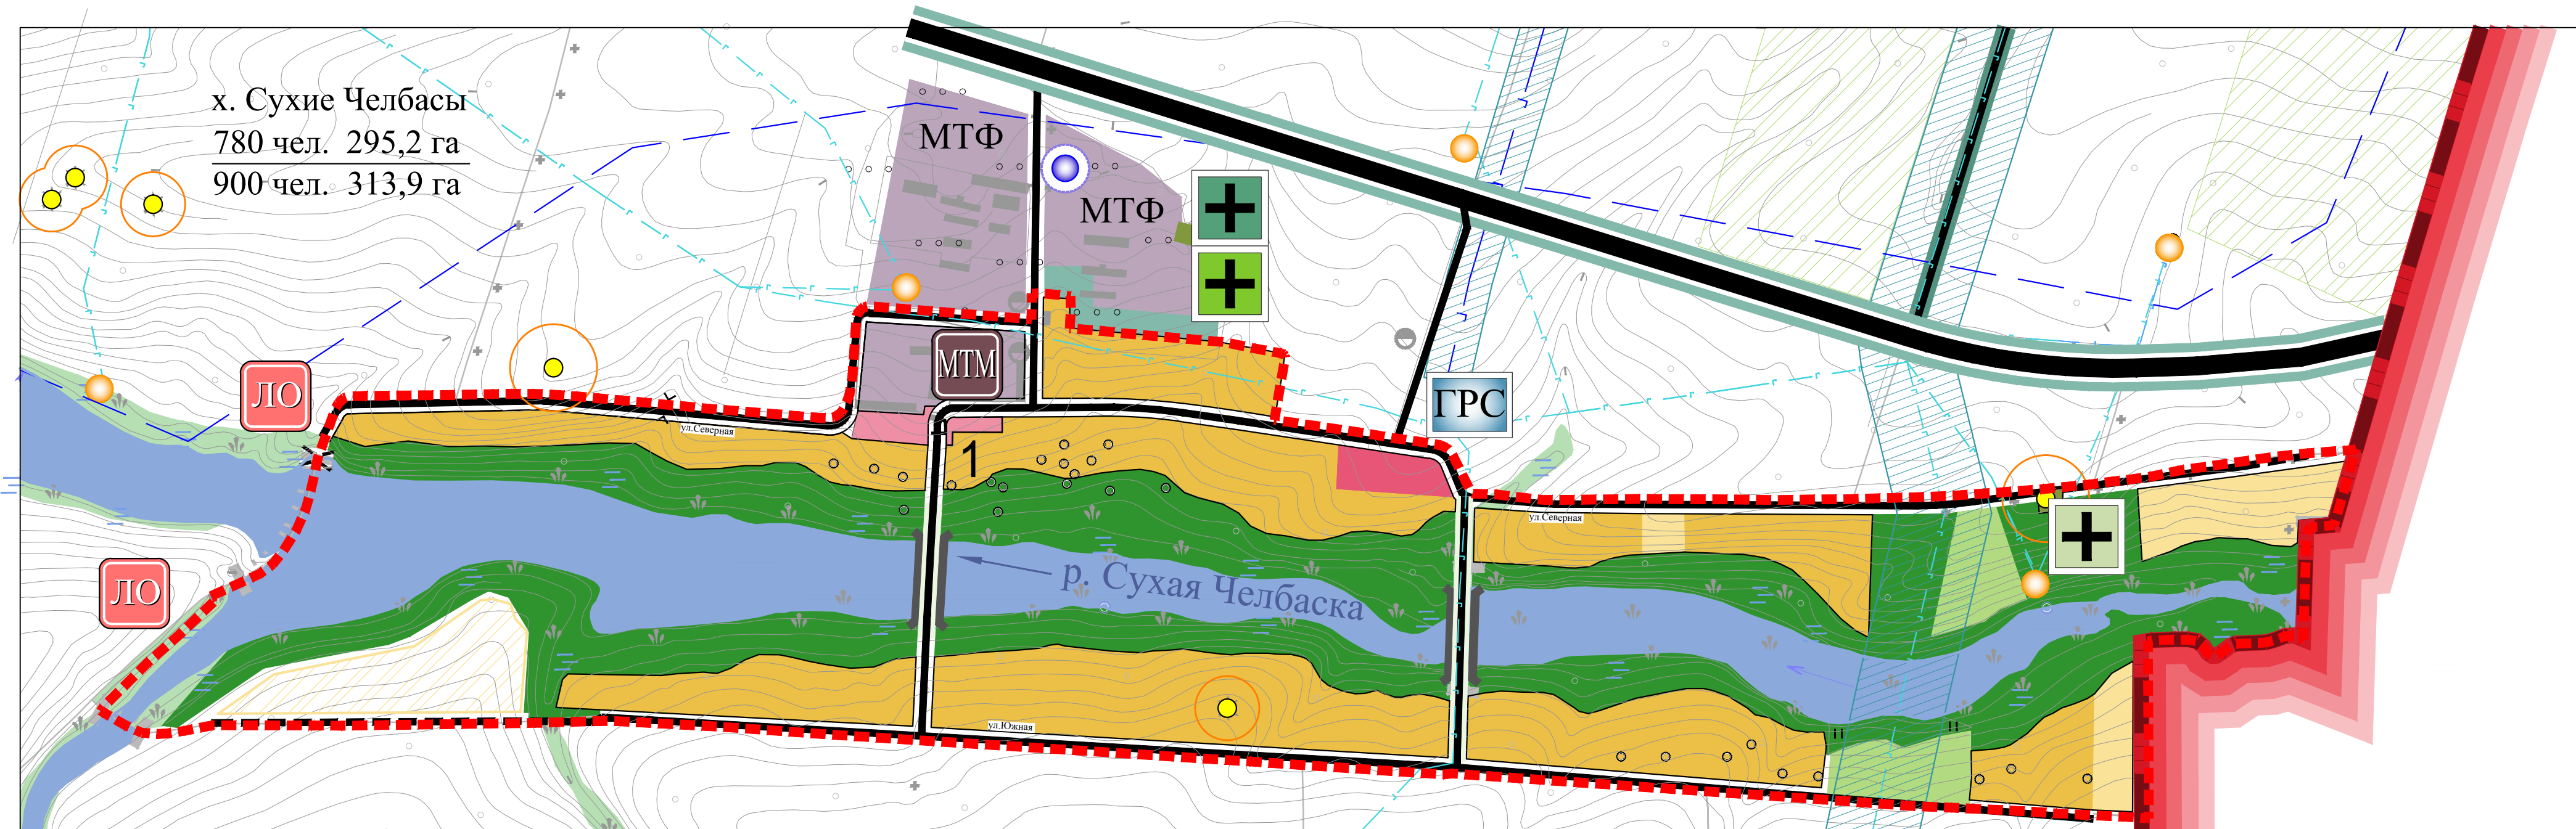 х. Сухие Челбасы
780 чел. 295,2 га
900 чел. 313,9 га
МТФ
МТФ
МТМ
ЛО
ГРС
ул.Северная
1
ул.Северная
ЛО
р. Сухая Челбаска
ул.Южная